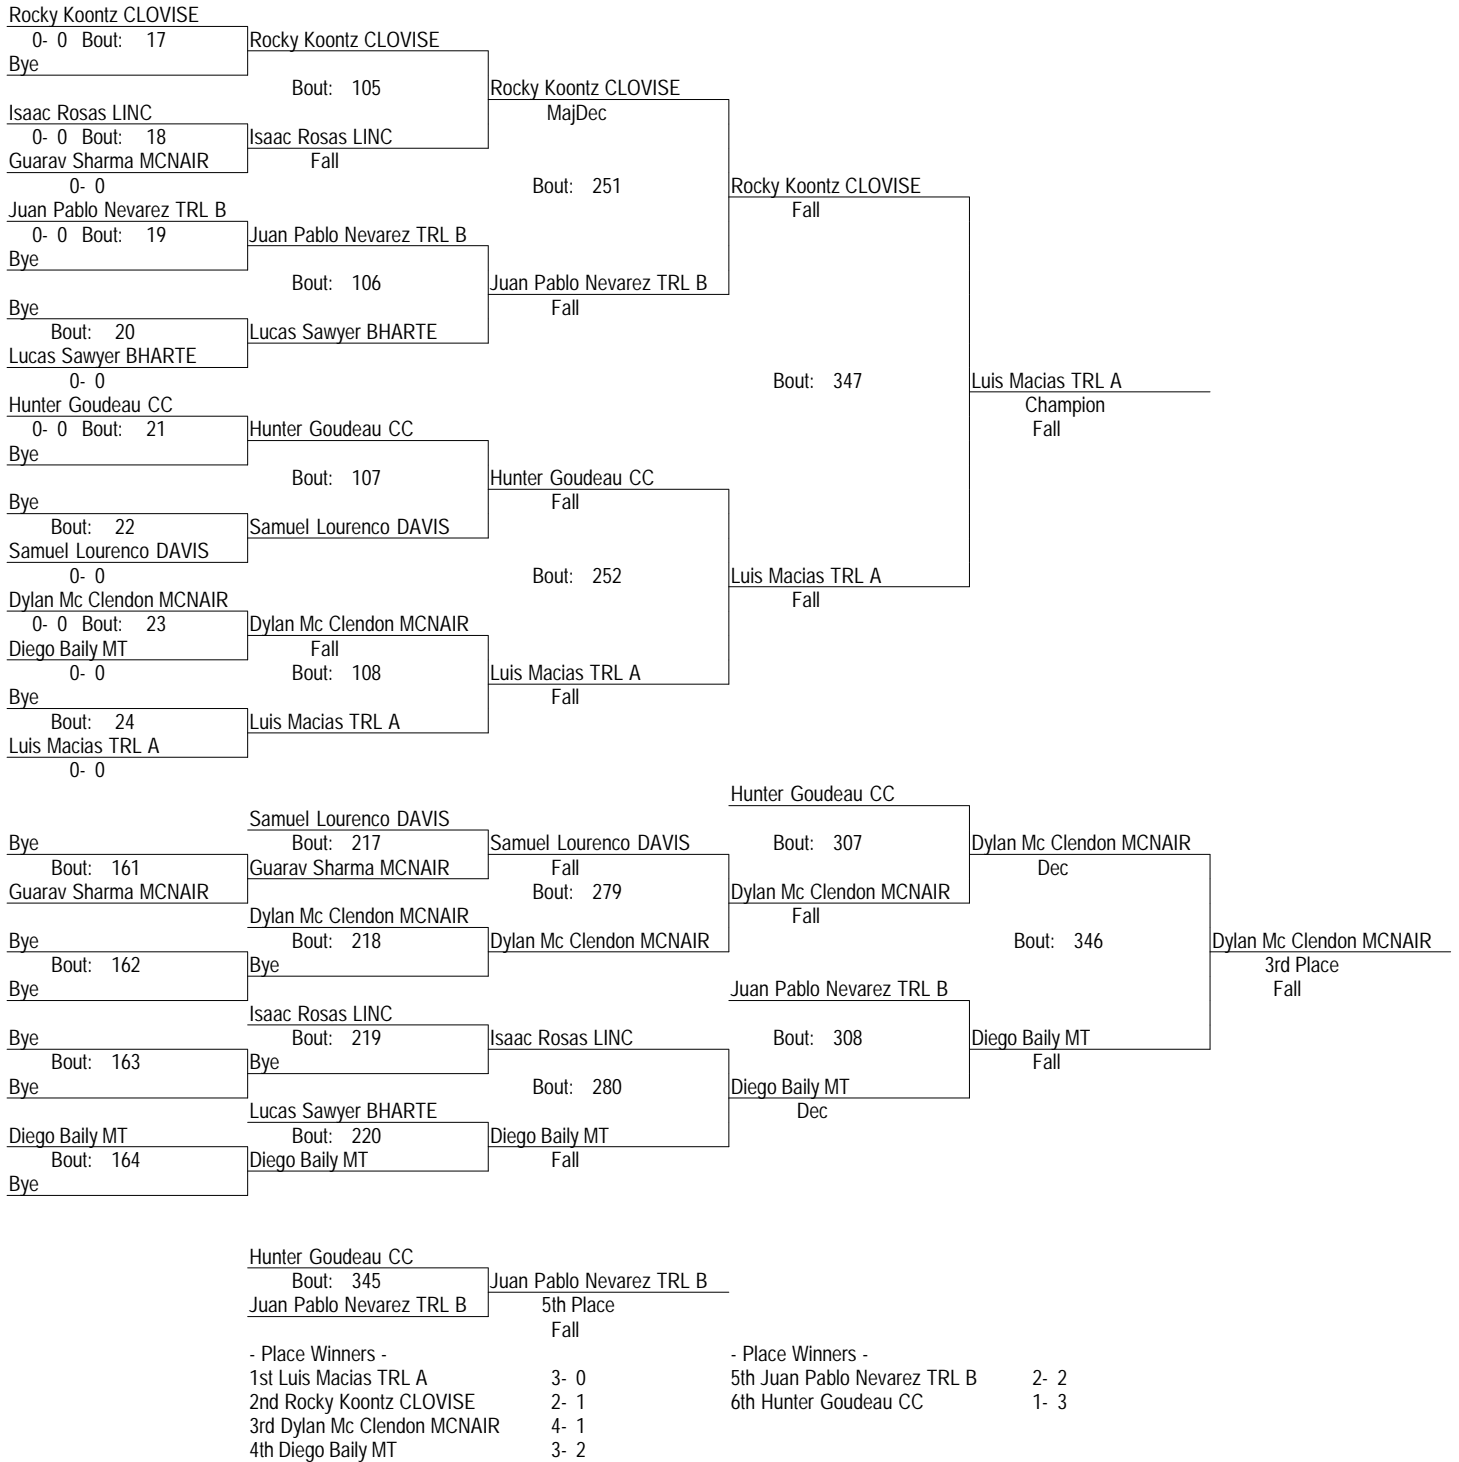 Rocky Koontz CLOVISE
0- 0 Bout: 17 Rocky Koontz CLOVISE
Bye
Bout: 105 Rocky Koontz CLOVISE
Isaac Rosas LINC MajDec
0- 0 Bout: 18 Isaac Rosas LINC
Guarav Sharma MCNAIR Fall
0- 0 Bout: 251 Rocky Koontz CLOVISE
Juan Pablo Nevarez TRL B Fall
0- 0 Bout: 19 Juan Pablo Nevarez TRL B
Bye
Bout: 106 Juan Pablo Nevarez TRL B
Bye Fall
Bout: 20 Lucas Sawyer BHARTE
Lucas Sawyer BHARTE
0- 0 Bout: 347 Luis Macias TRL A
Hunter Goudeau CC Champion
0- 0 Bout: 21 Hunter Goudeau CC Fall
Bye
Bout: 107 Hunter Goudeau CC
Bye Fall
Bout: 22 Samuel Lourenco DAVIS
Samuel Lourenco DAVIS
0- 0 Bout: 252 Luis Macias TRL A
Dylan Mc Clendon MCNAIR Fall
0- 0 Bout: 23 Dylan Mc Clendon MCNAIR
Diego Baily MT Fall
0- 0 Bout: 108 Luis Macias TRL A
Bye Fall
Bout: 24 Luis Macias TRL A
Luis Macias TRL A
0- 0
Hunter Goudeau CC
Samuel Lourenco DAVIS
Bye Bout: 217 Samuel Lourenco DAVIS Bout: 307 Dylan Mc Clendon MCNAIR
Bout: 161 Guarav Sharma MCNAIR Fall Dec
Guarav Sharma MCNAIR Bout: 279 Dylan Mc Clendon MCNAIR
Dylan Mc Clendon MCNAIR Fall
Bye Bout: 218 Dylan Mc Clendon MCNAIR Bout: 346 Dylan Mc Clendon MCNAIR
Bout: 162 Bye 3rd Place
Bye Juan Pablo Nevarez TRL B Fall
Isaac Rosas LINC
Bye Bout: 219 Isaac Rosas LINC Bout: 308 Diego Baily MT
Bout: 163 Bye Fall
Bye Bout: 280 Diego Baily MT
Lucas Sawyer BHARTE Dec
Diego Baily MT Bout: 220 Diego Baily MT
Bout: 164 Diego Baily MT Fall
Bye
Hunter Goudeau CC
Bout: 345 Juan Pablo Nevarez TRL B
Juan Pablo Nevarez TRL B 5th Place
Fall
- Place Winners - - Place Winners -
1st Luis Macias TRL A 3- 0 5th Juan Pablo Nevarez TRL B 2- 2
2nd Rocky Koontz CLOVISE 2- 1 6th Hunter Goudeau CC 1- 3
3rd Dylan Mc Clendon MCNAIR 4- 1
4th Diego Baily MT 3- 2